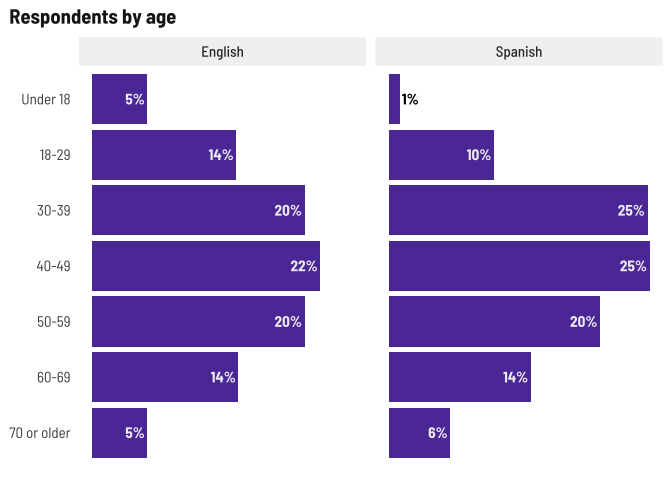 Respondents by age
English Spanish
Under 18 5% 1%
18-29 14% 10%
30-39 20% 25%
40-49 22% 25%
50-59 20% 20%
60-69 14% 14%
70 or older 5% 6%